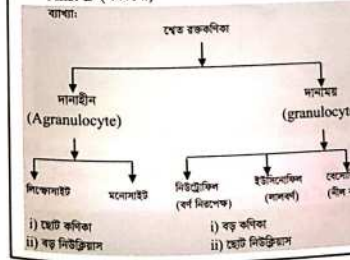 ব্যাখ্যা:
শ্বেত রক্তকণিকা
দানাহীন
(Agranulocyte)
দানাময়
(granulocyte
লিম্ফোসাইট
মনোসাইট
নিউট্রোফিল
(বর্ণ নিরপেক্ষ)
ইউসিনোফিল
(লালবর্ণ)
(নীল
i) ছোট কণিকা
ii) বড় নিউক্লিয়াস
i) বড় কণিকা
ii) ছোট নিউক্লিয়াস